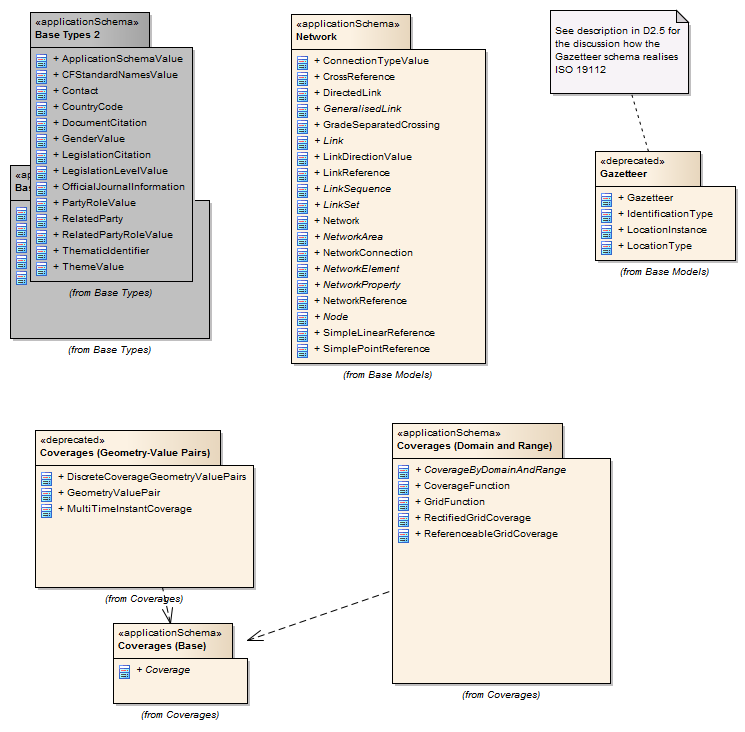 «applicationSchema»
Base Types 2
+ ApplicationSchemaValue
+ CFStandardNamesValue
+ Contact
+ CountryCode
+ DocumentCitation
+ GenderValue
+ LegislationCitation
+ LegislationLevelValue
+ OfficialJournalInformation
+ PartyRoleValue
+ RelatedParty
+ RelatedPartyRoleValue
+ ThematicIdentifier
+ ThemeValue
(from Base Types)
(from Base Types)
«applicationSchema»
Network
+ ConnectionTypeValue
+ CrossReference
+ DirectedLink
+ GeneralisedLink
+ GradeSeparatedCrossing
+ Link
+ LinkDirectionValue
+ LinkReference
+ LinkSequence
+ LinkSet
+ Network
+ NetworkArea
+ NetworkConnection
+ NetworkElement
+ NetworkProperty
+ NetworkReference
+ Node
+ SimpleLinearReference
+ SimplePointReference
(from Base Models)
See description in D2.5 for
the discussion how the
Gazetteer schema realises
ISO 19112
«deprecated»
Gazetteer
+ Gazetteer
+ IdentificationType
+ LocationInstance
+ LocationType
(from Base Models)
«deprecated»
Coverages (Geometry-Value Pairs)
+ DiscreteCoverageGeometryValuePairs
+ GeometryValuePair
+ MultiTimeInstantCoverage
(from Coverages)
«applicationSchema»
Coverages (Domain and Range)
+ CoverageByDomainAndRange
+ CoverageFunction
+ GridFunction
+ RectifiedGridCoverage
+ ReferenceableGridCoverage
(from Coverages)
«applicationSchema»
Coverages (Base)
+ Coverage
(from Coverages)